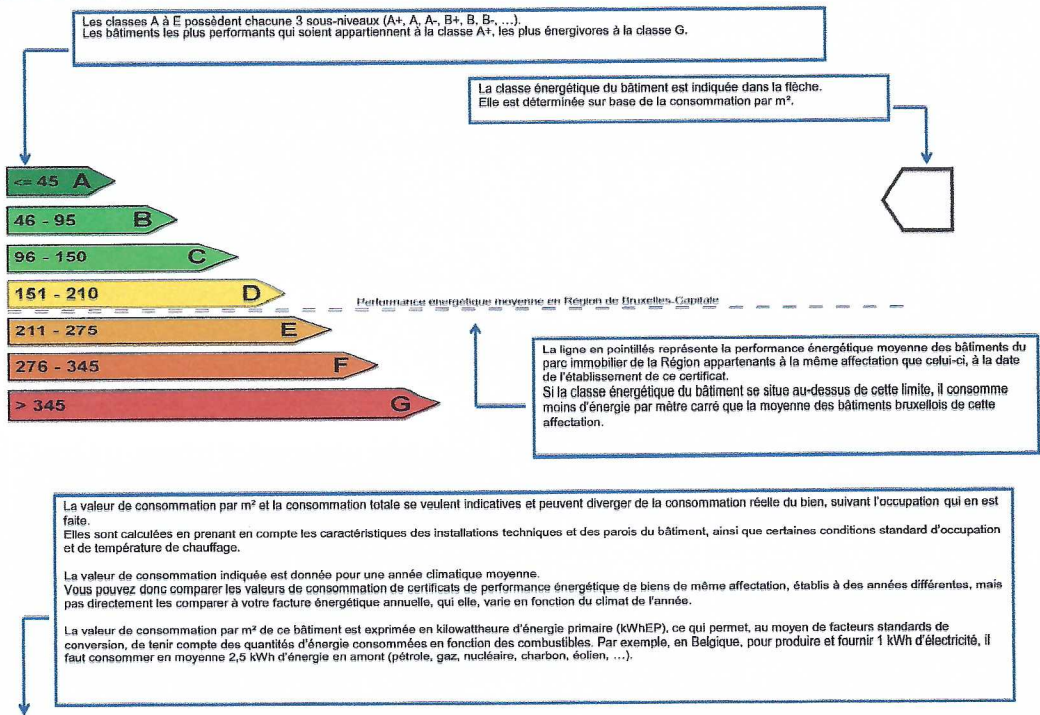 Les classes A à E possèdent chacune 3 sous-niveaux (A+, A, A-, B+, B, B-, ...).
Les bâtiments les plus performants qui soient appartiennent à la classe A+, les plus énergivores à la classe G.
La classe énergétique du bâtiment est indiquée dans la flèche.
Elle est déterminée sur base de la consommation par m².
<= 45 A
46 - 95 B
96 - 150 C
151 - 210 D
Performance énergétique moyenne en Région de Bruxelles-Capitale
211 - 275 E
276 - 345 F
> 345 G
La ligne en pointillés représente la performance énergétique moyenne des bâtiments du
parc immobilier de la Région appartenants à la même affectation que celui-ci, à la date
de l'établissement de ce certificat.
Si la classe énergétique du bâtiment se situe au-dessus de cette limite, il consomme
moins d'énergie par mètre carré que la moyenne des bâtiments bruxellois de cette
affectation.
La valeur de consommation par m² et la consommation totale se veulent indicatives et peuvent diverger de la consommation réelle du bien, suivant l'occupation qui en est
faite.
Elles sont calculées en prenant en compte les caractéristiques des installations techniques et des parois du bâtiment, ainsi que certaines conditions standard d'occupation
et de température de chauffage.
La valeur de consommation indiquée est donnée pour une année climatique moyenne.
Vous pouvez donc comparer les valeurs de consommation de certificats de performance énergétique de biens de même affectation, établis à des années différentes, mais
pas directement les comparer à votre facture énergétique annuelle, qui elle, varie en fonction du climat de l'année.
La valeur de consommation par m² de ce bâtiment est exprimée en kilowattheure d'énergie primaire (kWhEP), ce qui permet, au moyen de facteurs standards de
conversion, de tenir compte des quantités d'énergie consommées en fonction des combustibles. Par exemple, en Belgique, pour produire et fournir 1 kWh d'électricité, il
faut consommer en moyenne 2,5 kWh d'énergie en amont (pétrole, gaz, nucléaire, charbon, éolien, ...).